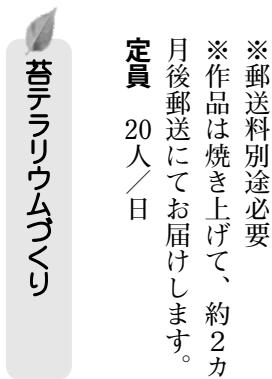 ※郵送料別途必要
※作品は焼き上げて、約２カ
月後郵送にてお届けします。
定員　20人／日
苔テラリウムづくり